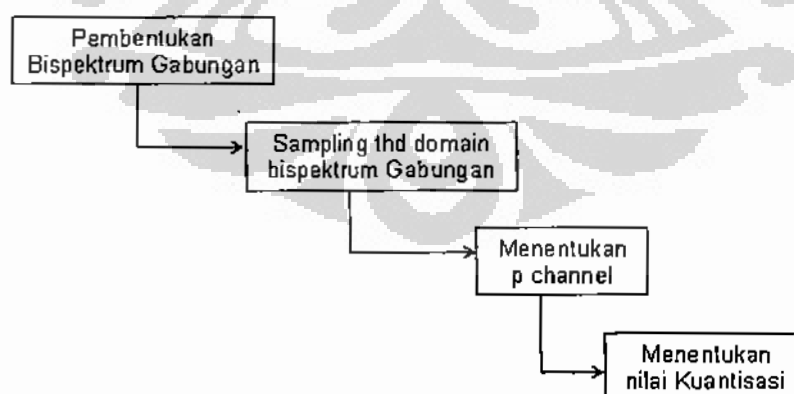 Pembentukan
Bispektrum Gabungan
Sampling thd domain
bispektrum Gabungan
Menentukan
p channel
Menentukan
nilai Kuantisasi